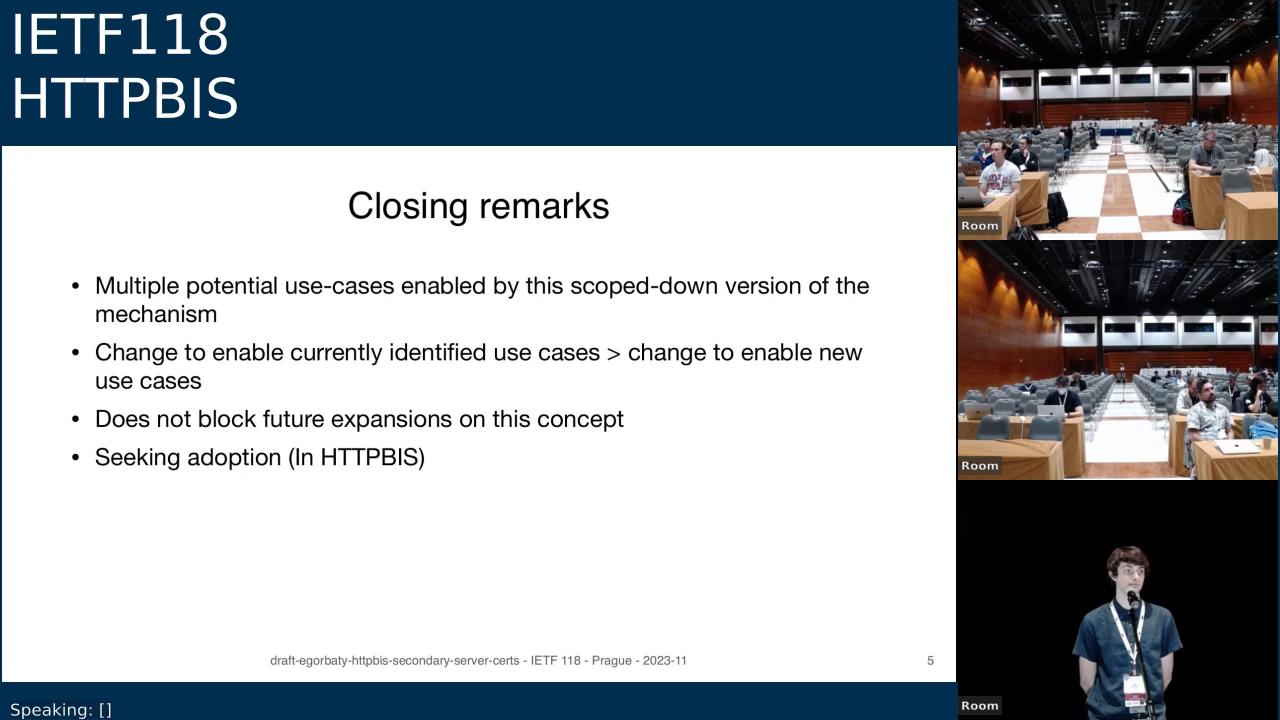 IETF118
HTTPBIS
Closing remarks
• Multiple potential use-cases enabled by this scoped-down version of the
mechanism
• Change to enable currently identified use cases > change to enable new
use cases
• Does not block future expansions on this concept
• Seeking adoption (In HTTPBIS)
draft-egorbaty-httpbis-secondary-server-certs - IETF 118 - Prague - 2023-11
5
Speaking: []
Room
Room
Room